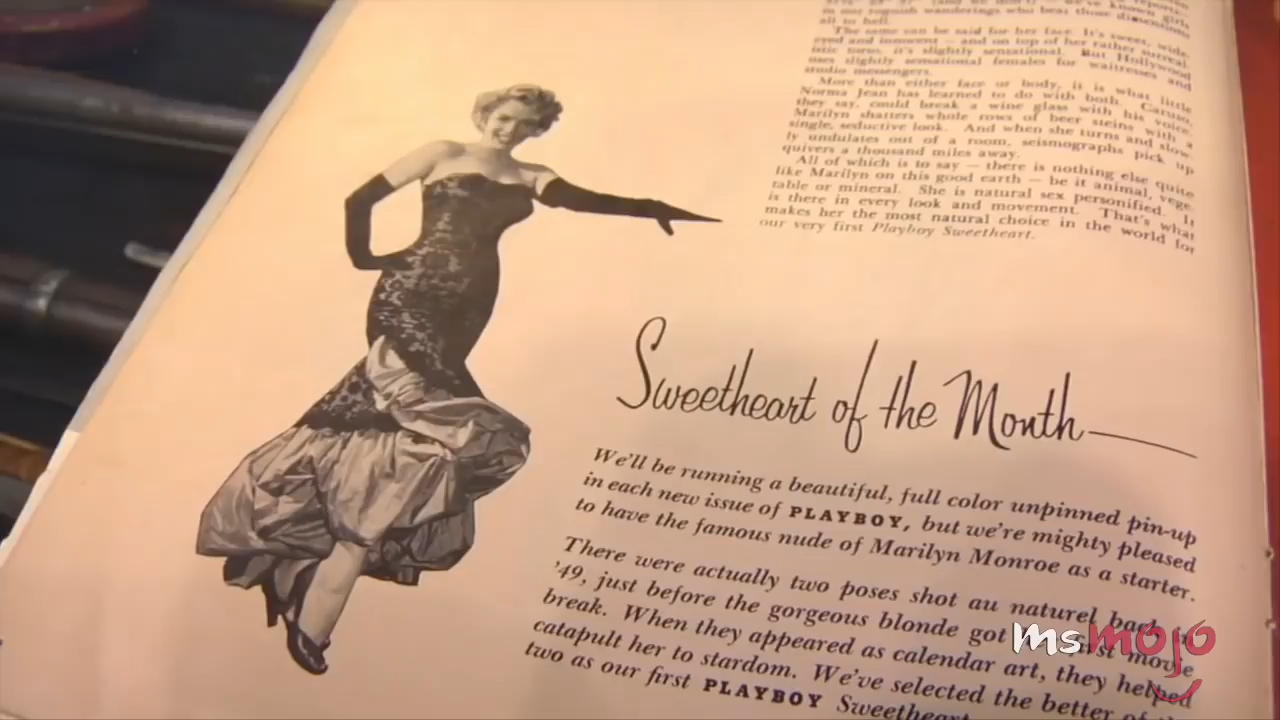 in our roguish wanderings who beat those dimensions
all to hell.
The same can be said for her face. It's sweet, wide-
eyed and innocent — and on top of her rather surreal-
istic torso, it's slightly sensational. But Hollywood
uses slightly sensational females for waitresses and
studio messengers.
More than either face or body, it is what little
Norma Jean has learned to do with both. Caruso,
they say, could break a wine glass with his voice.
Marilyn shatters whole rows of beer steins with a
single, seductive look. And when she turns and slow-
ly undulates out of a room, seismographs pick up
quivers a thousand miles away.
All of which is to say — there is nothing else quite
like Marilyn on this good earth — be it animal, vege-
table or mineral. She is natural sex personified. It
is there in every look and movement. That's what
makes her the most natural choice in the world for
our very first Playboy Sweetheart.
Sweetheart of the Month—
We'll be running a beautiful, full color unpinned pin-up
in each new issue of PLAYBOY, but we're mighty pleased
to have the famous nude of Marilyn Monroe as a starter.
There were actually two poses shot au naturel back in
'49, just before the gorgeous blonde got first movie
break. When they appeared as calendar art, they helped
catapult her to stardom. We've selected the better of the
two as our first PLAYBOY Sweetheart
msmojo